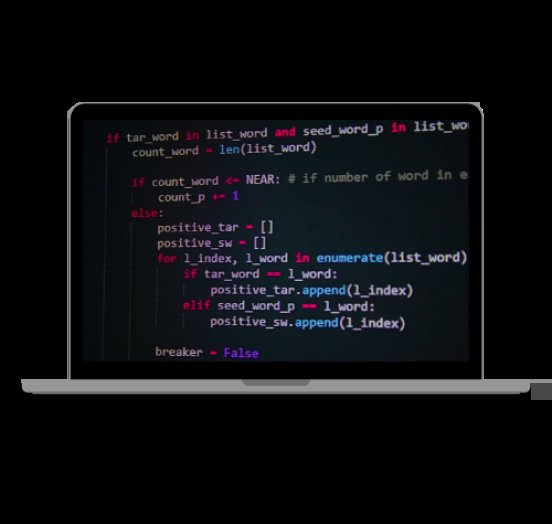 if tar_word in list_word and seed_word_p in list_wo
count_word = len(list_word)
if count_word <= NEAR: # if number of word in e
count_p += 1
else:
positive_tar = []
positive_sw = []
for l_index, l_word in enumerate(list_word)
if tar_word == l_word:
positive_tar.append(l_index)
elif seed_word_p == l_word:
positive_sw.append(l_index)
breaker = False